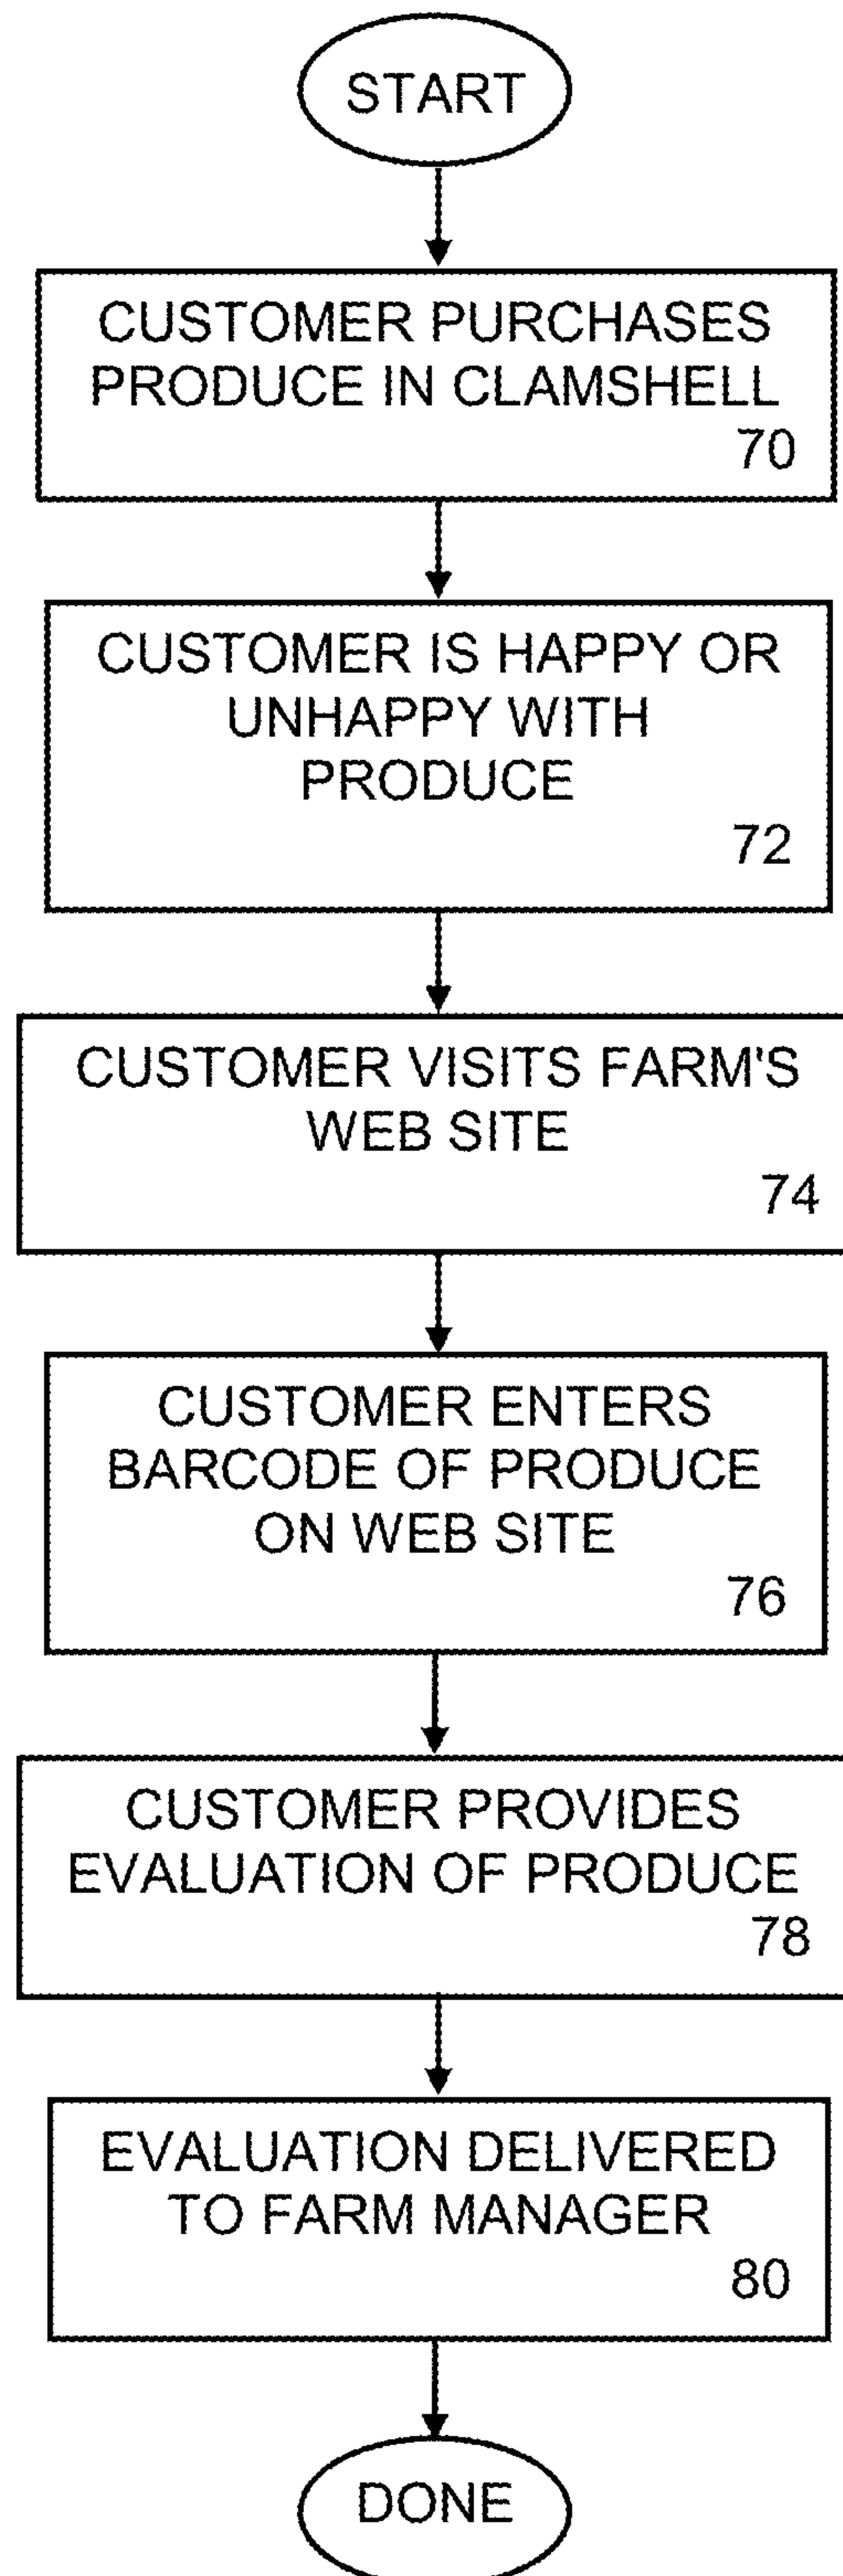 START
CUSTOMER PURCHASES
PRODUCE IN CLAMSHELL
70
CUSTOMER IS HAPPY OR
UNHAPPY WITH
PRODUCE
72
CUSTOMER VISITS FARM'S
WEB SITE
74
CUSTOMER ENTERS
BARCODE OF PRODUCE
ON WEB SITE
76
CUSTOMER PROVIDES
EVALUATION OF PRODUCE
78
EVALUATION DELIVERED
TO FARM MANAGER
80
DONE